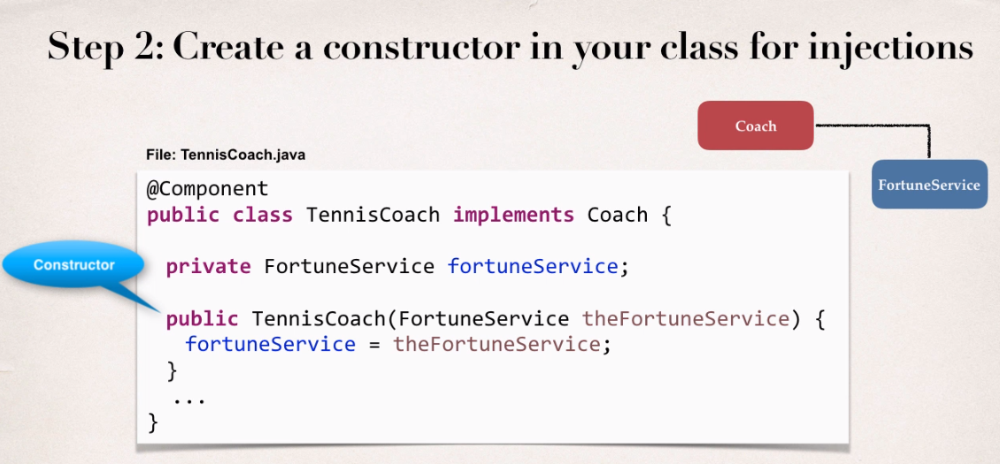 Step 2: Create a constructor in your class for injections
Coach
FortuneService
File: TennisCoach.java
@Component
public class TennisCoach implements Coach {
private FortuneService fortuneService;
Constructor
public TennisCoach(FortuneService theFortuneService) {
fortuneService = theFortuneService;
}
...
}